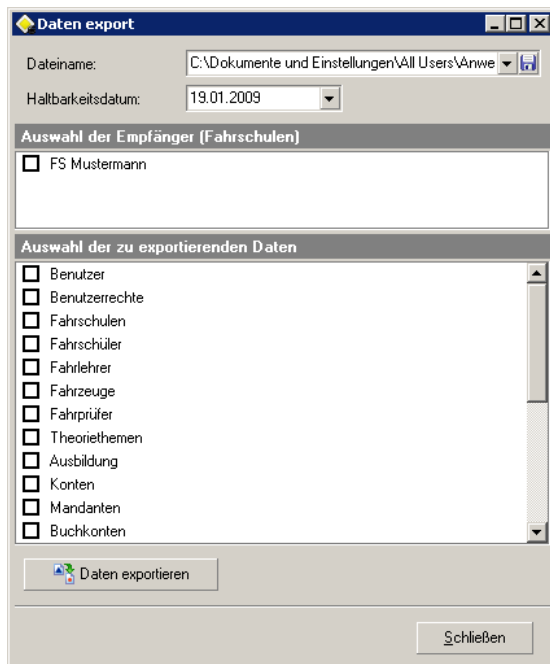 Daten export
Dateiname: C:\Dokumente und Einstellungen\All Users\Anwe
Haltbarkeitsdatum: 19.01.2009
Auswahl der Empfänger (Fahrschulen)
FS Mustermann
Auswahl der zu exportierenden Daten
Benutzer
Benutzerrechte
Fahrschulen
Fahrschüler
Fahrlehrer
Fahrzeuge
Fahrprüfer
Theoriethemen
Ausbildung
Konten
Mandanten
Buchkonten
Daten exportieren
Schließen